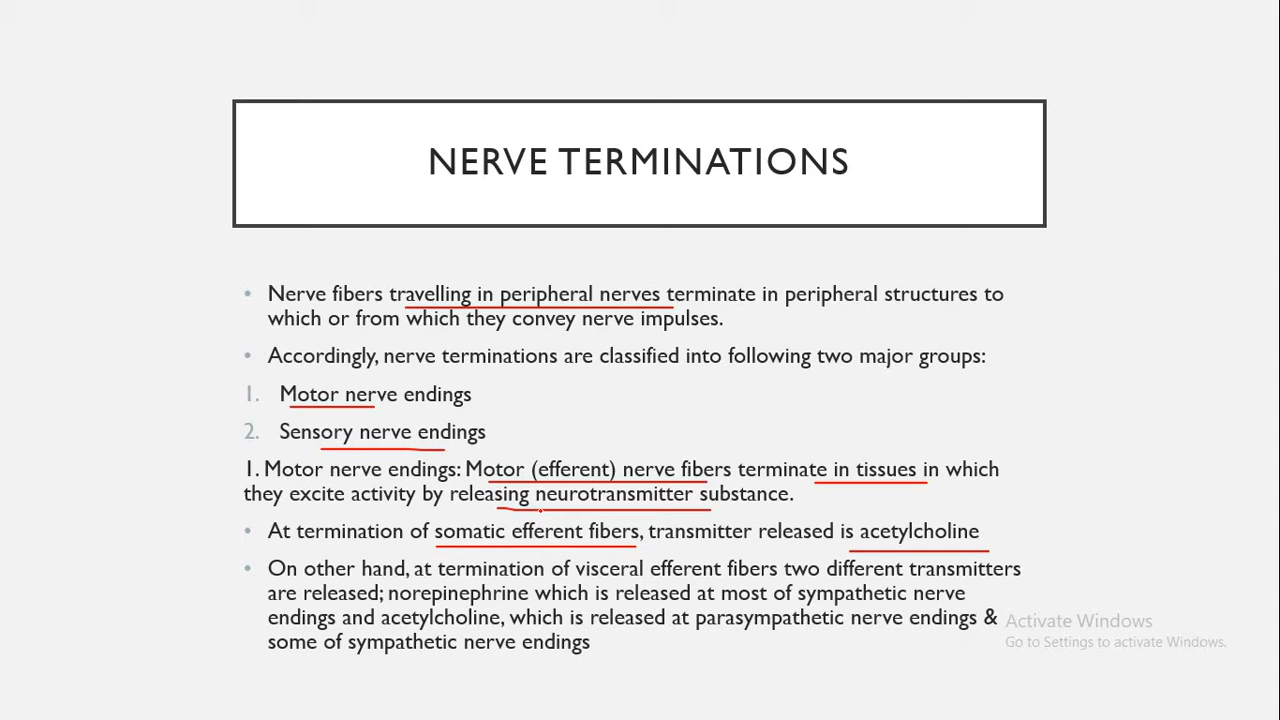 NERVE TERMINATIONS
• Nerve fibers travelling in peripheral nerves terminate in peripheral structures to
which or from which they convey nerve impulses.
• Accordingly, nerve terminations are classified into following two major groups:
1. Motor nerve endings
2. Sensory nerve endings
1. Motor nerve endings: Motor (efferent) nerve fibers terminate in tissues in which
they excite activity by releasing neurotransmitter substance.
• At termination of somatic efferent fibers, transmitter released is acetylcholine
• On other hand, at termination of visceral efferent fibers two different transmitters
are released; norepinephrine which is released at most of sympathetic nerve
endings and acetylcholine, which is released at parasympathetic nerve endings &
some of sympathetic nerve endings
Activate Windows
Go to Settings to activate Windows.